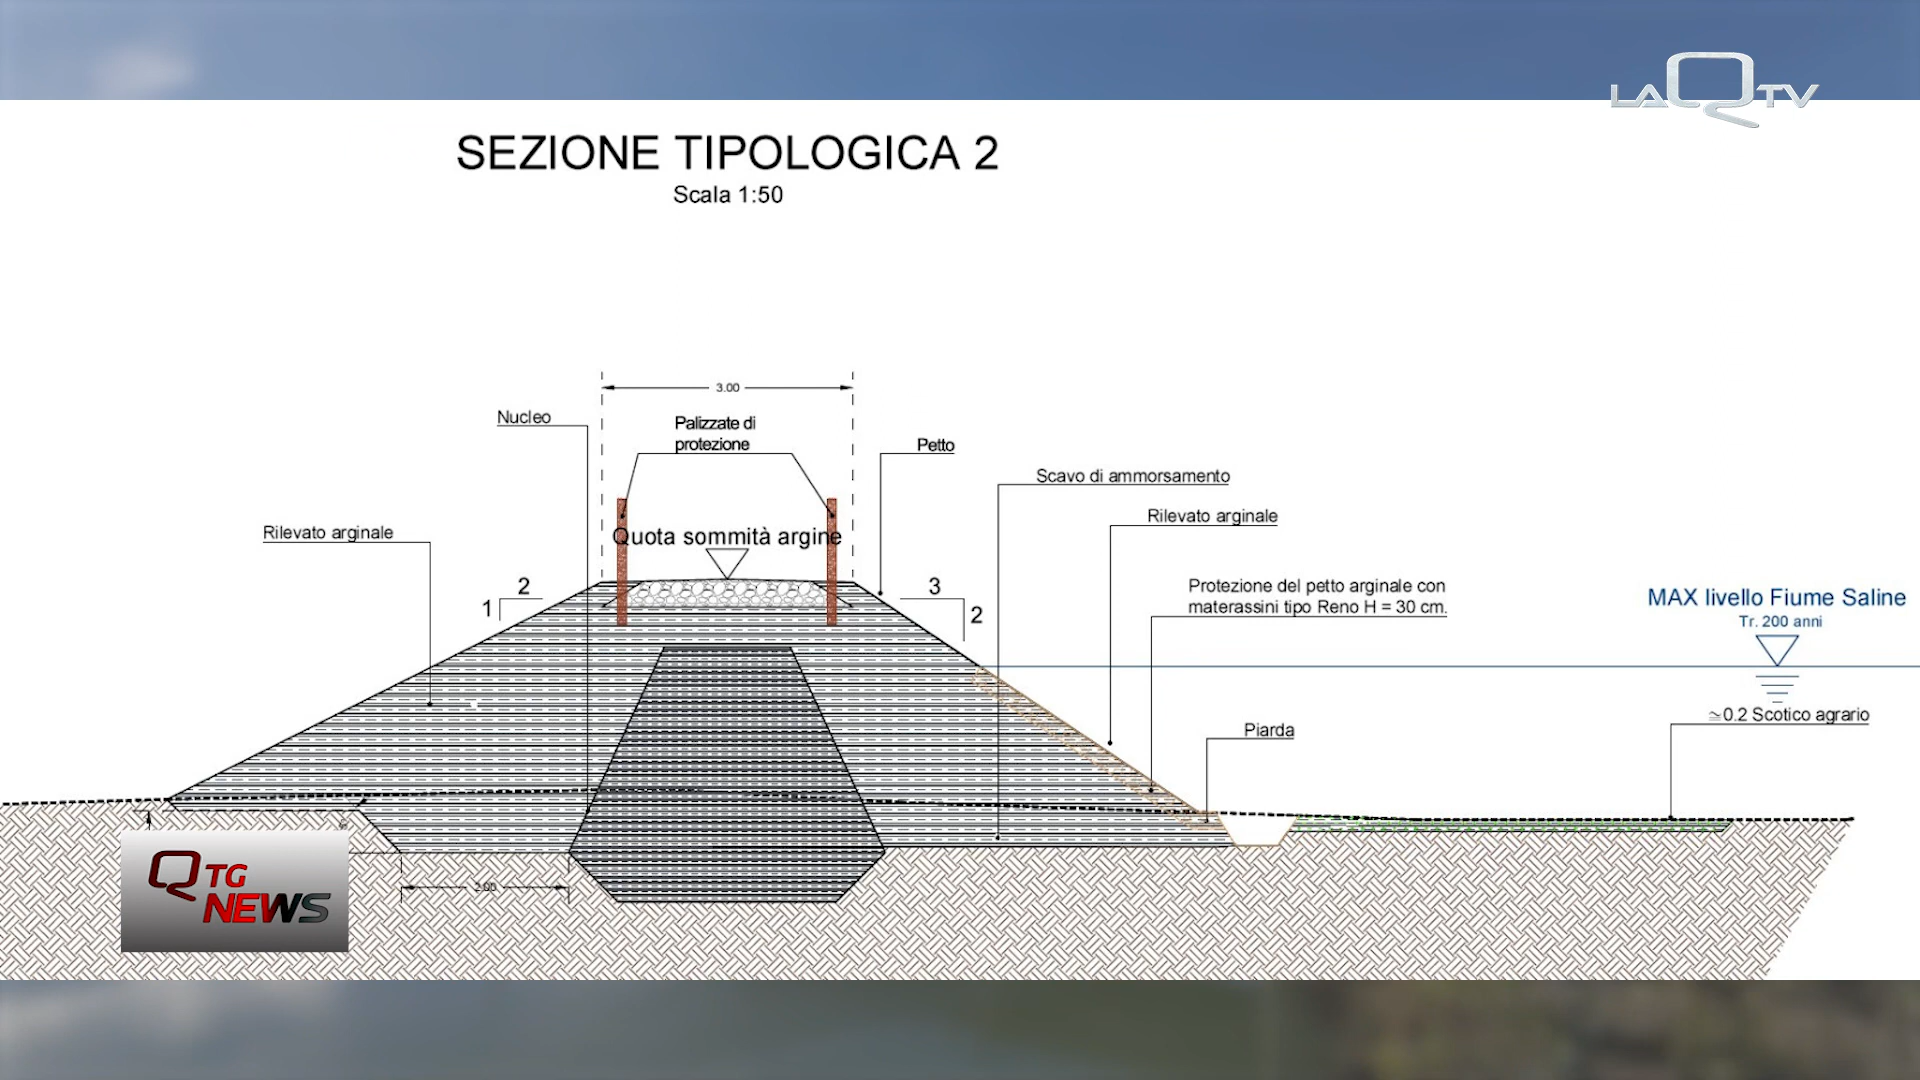 LAQTV
SEZIONE TIPOLOGICA 2
Scala 1:50
3.00
Nucleo
Palizzate di
protezione
Petto
Scavo di ammorsamento
Rilevato arginale
Rilevato arginale
Quota sommità argine
2
1
3
2
Protezione del petto arginale con
materassini tipo Reno H = 30 cm.
MAX livello Fiume Saline
Tr. 200 anni
≃0.2 Scotico agrario
Piarda
2.00
Q TG
NEWS